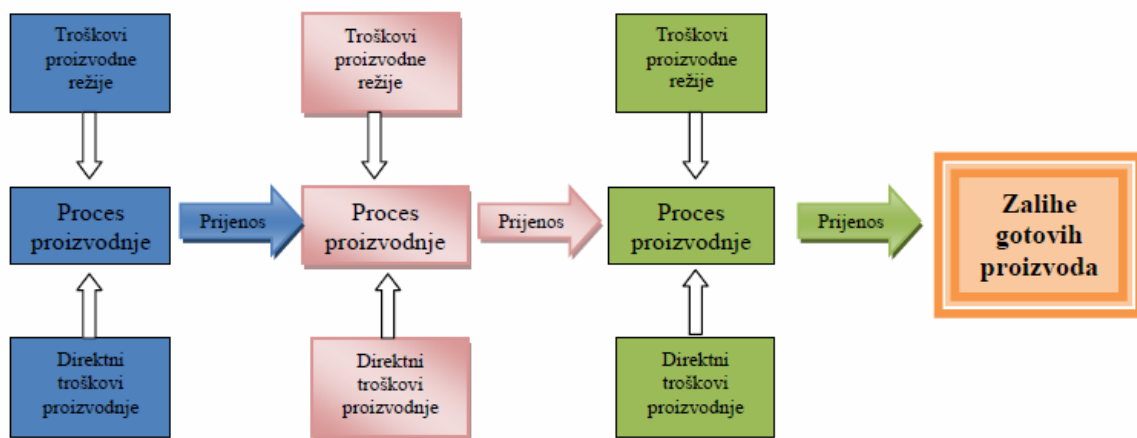 Troškovi
proizvodne
režije
Troškovi
proizvodne
režije
Troškovi
proizvodne
režije
Proces
proizvodnje
Prijenos
Proces
proizvodnje
Prijenos
Proces
proizvodnje
Prijenos
Zalihe
gotovih
proizvoda
Direktni
troškovi
proizvodnje
Direktni
troškovi
proizvodnje
Direktni
troškovi
proizvodnje